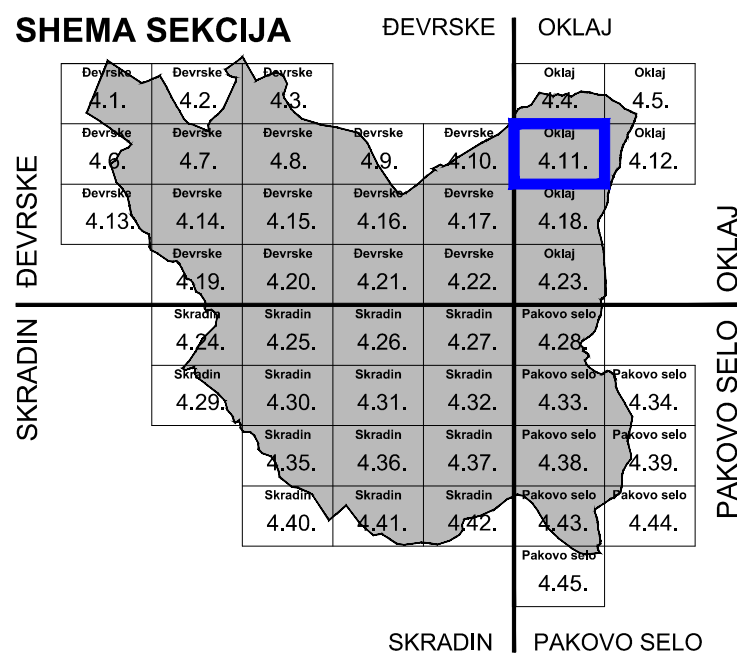 SHEMA SEKCIJA
ĐEVRSKE OKLAJ
Đevrske Đevrske Đevrske Oklaj Oklaj
4.1. 4.2. 4.3. 4.4. 4.5.
Đevrske Đevrske Đevrske Đevrske Đevrske Oklaj Oklaj
4.6. 4.7. 4.8. 4.9. 4.10. 4.11. 4.12.
Đevrske Đevrske Đevrske Đevrske Đevrske Oklaj
4.13. 4.14. 4.15. 4.16. 4.17. 4.18.
Đevrske Đevrske Đevrske Đevrske Oklaj
4.19. 4.20. 4.21. 4.22. 4.23.
ĐEVRSKE
OKLAJ
Skradin Skradin Skradin Skradin Pakovo selo
4.24. 4.25. 4.26. 4.27. 4.28.
Skradin Skradin Skradin Skradin Pakovo selo Pakovo selo
4.29. 4.30. 4.31. 4.32. 4.33. 4.34.
Skradin Skradin Skradin Pakovo selo Pakovo selo
4.35. 4.36. 4.37. 4.38. 4.39.
Skradin Skradin Skradin Pakovo selo Pakovo selo
4.40. 4.41. 4.42. 4.43. 4.44.
Pakovo selo
4.45.
SKRADIN
PAKOVO SELO
SKRADIN PAKOVO SELO